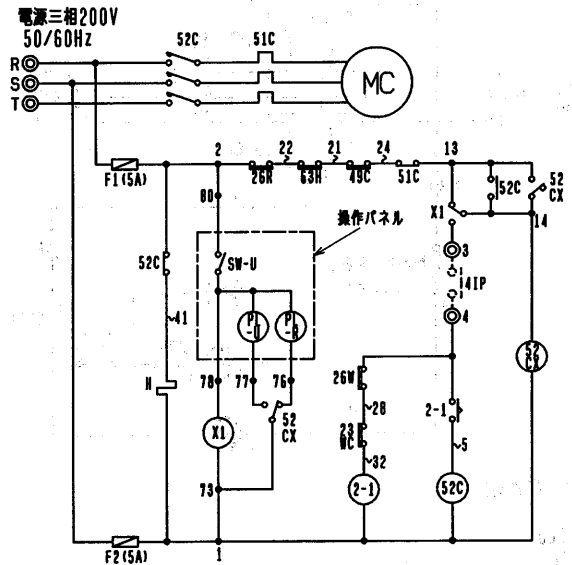 電源三相200V
50/60Hz
52C
51C
R
S
T
MC
2
22
21
24
13
F1(5A)
26R
63H
49C
51C
52C
52
CX
80
X1
14
操作パネル
52C
SW-U
3
41P
41
PL
-U
PL
-R
4
52
CX
H
78
77
76
26W
28
2-1
X1
52
CX
23
WC
5
32
73
2-1
52C
F2(5A)
1